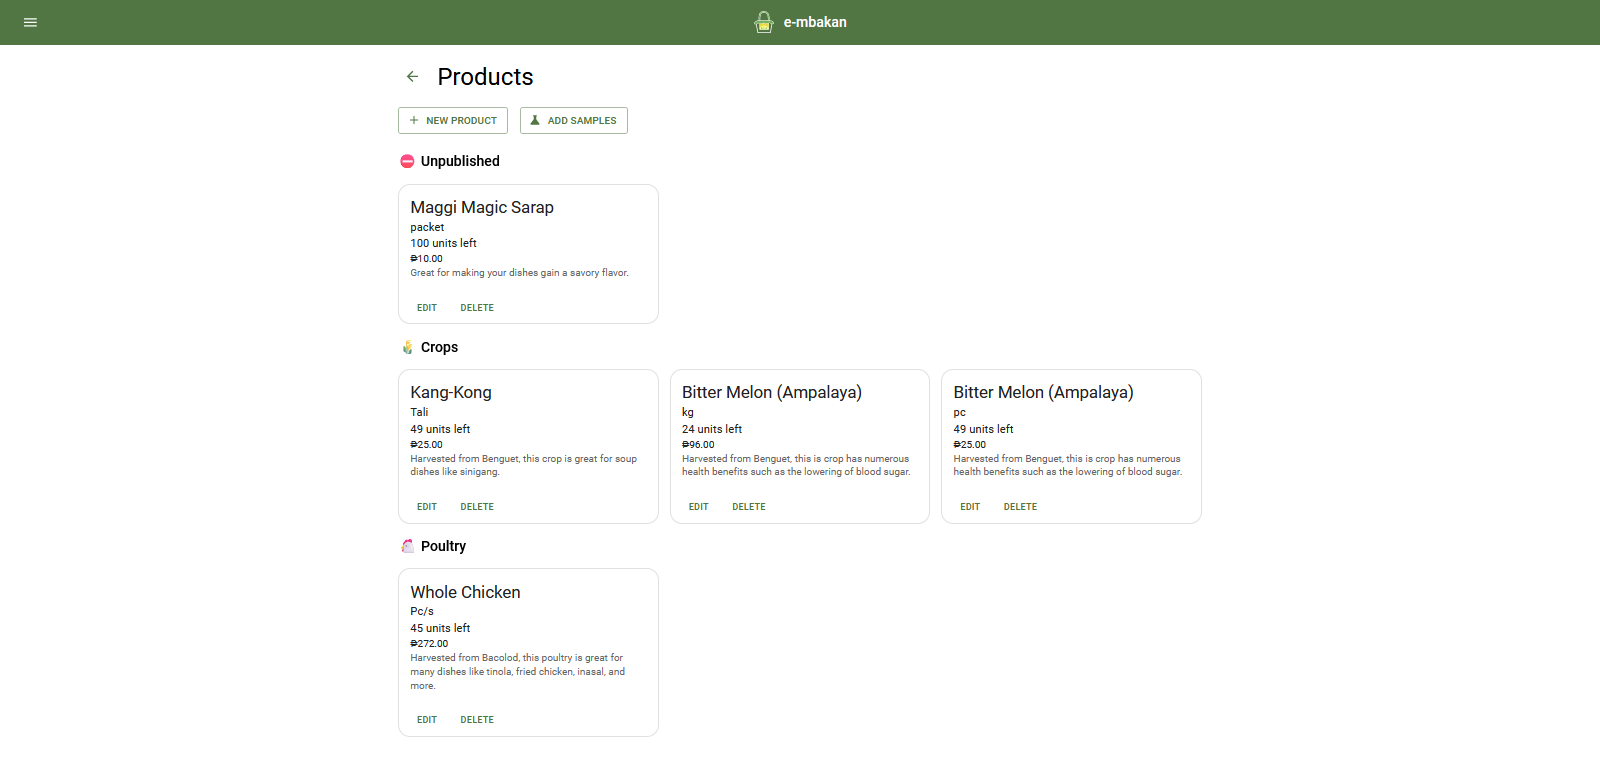 e-mbakan
Products
NEW PRODUCT
ADD SAMPLES
Unpublished
Maggi Magic Sarap
packet
100 units left
₱10.00
Great for making your dishes gain a savory flavor.
EDIT DELETE
Crops
Kang-Kong
Tali
49 units left
₱25.00
Harvested from Benguet, this crop is great for soup
dishes like sinigang.
EDIT DELETE
Bitter Melon (Ampalaya)
kg
24 units left
₱96.00
Harvested from Benguet, this is crop has numerous
health benefits such as the lowering of blood sugar.
EDIT DELETE
Bitter Melon (Ampalaya)
pc
49 units left
₱25.00
Harvested from Benguet, this is crop has numerous
health benefits such as the lowering of blood sugar.
EDIT DELETE
Poultry
Whole Chicken
Pc/s
45 units left
₱272.00
Harvested from Bacolod, this poultry is great for
many dishes like tinola, fried chicken, inasal, and
more.
EDIT DELETE